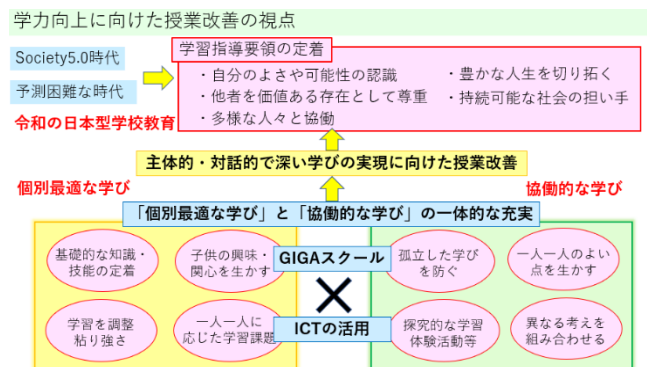 学力向上に向けた授業改善の視点
Society5.0時代
予測困難な時代
令和の日本型学校教育
学習指導要領の定着
・自分のよさや可能性の認識
・他者を価値ある存在として尊重
・多様な人々と協働
・豊かな人生を切り拓く
・持続可能な社会の担い手
主体的・対話的で深い学びの実現に向けた授業改善
個別最適な学び
協働的な学び
「個別最適な学び」と「協働的な学び」の一体的な充実
基礎的な知識・
技能の定着
子供の興味・
関心を生かす
学習を調整
粘り強さ
一人一人に
応じた学習課題
GIGAスクール
×
ICTの活用
孤立した学び
を防ぐ
一人一人のよい
点を生かす
探究的な学習
体験活動等
異なる考えを
組み合わせる